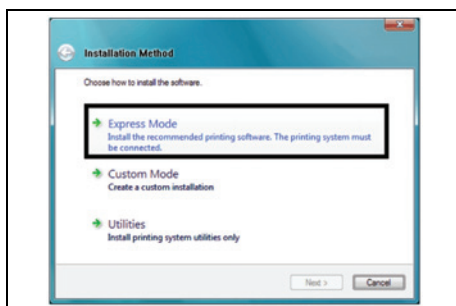 Installation Method
Choose how to install the software.
Express Mode
Install the recommended printing software. The printing system must
be connected.
Custom Mode
Create a custom installation
Utilities
Install printing system utilities only
Next >
Cancel